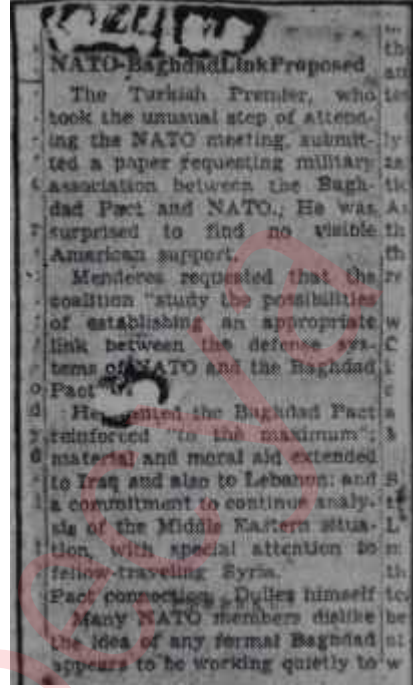 NATO-Baghdad Link Proposed
The Turkish Premier, who
took the unusual step of attend-
ing the NATO meeting, submit-
ted a paper requesting military
association between the Bagh-
dad Pact and NATO. He was
surprised to find no visible
American support.
Menderes requested that the
coalition "study the possibilities
of establishing an appropriate
link between the defense sys-
tems of NATO and the Baghdad
Pact
He wanted the Baghdad Pact
reinforced "to the maximum";
material and moral aid extended
to Iraq and also to Lebanon; and
a commitment to continue analy-
sis of the Middle Eastern situa-
tion, with special attention to
fellow-traveling Syria.
Pact connection. Dulles himself
Many NATO members dislike
the idea of any formal Baghdad
appears to be working quietly to